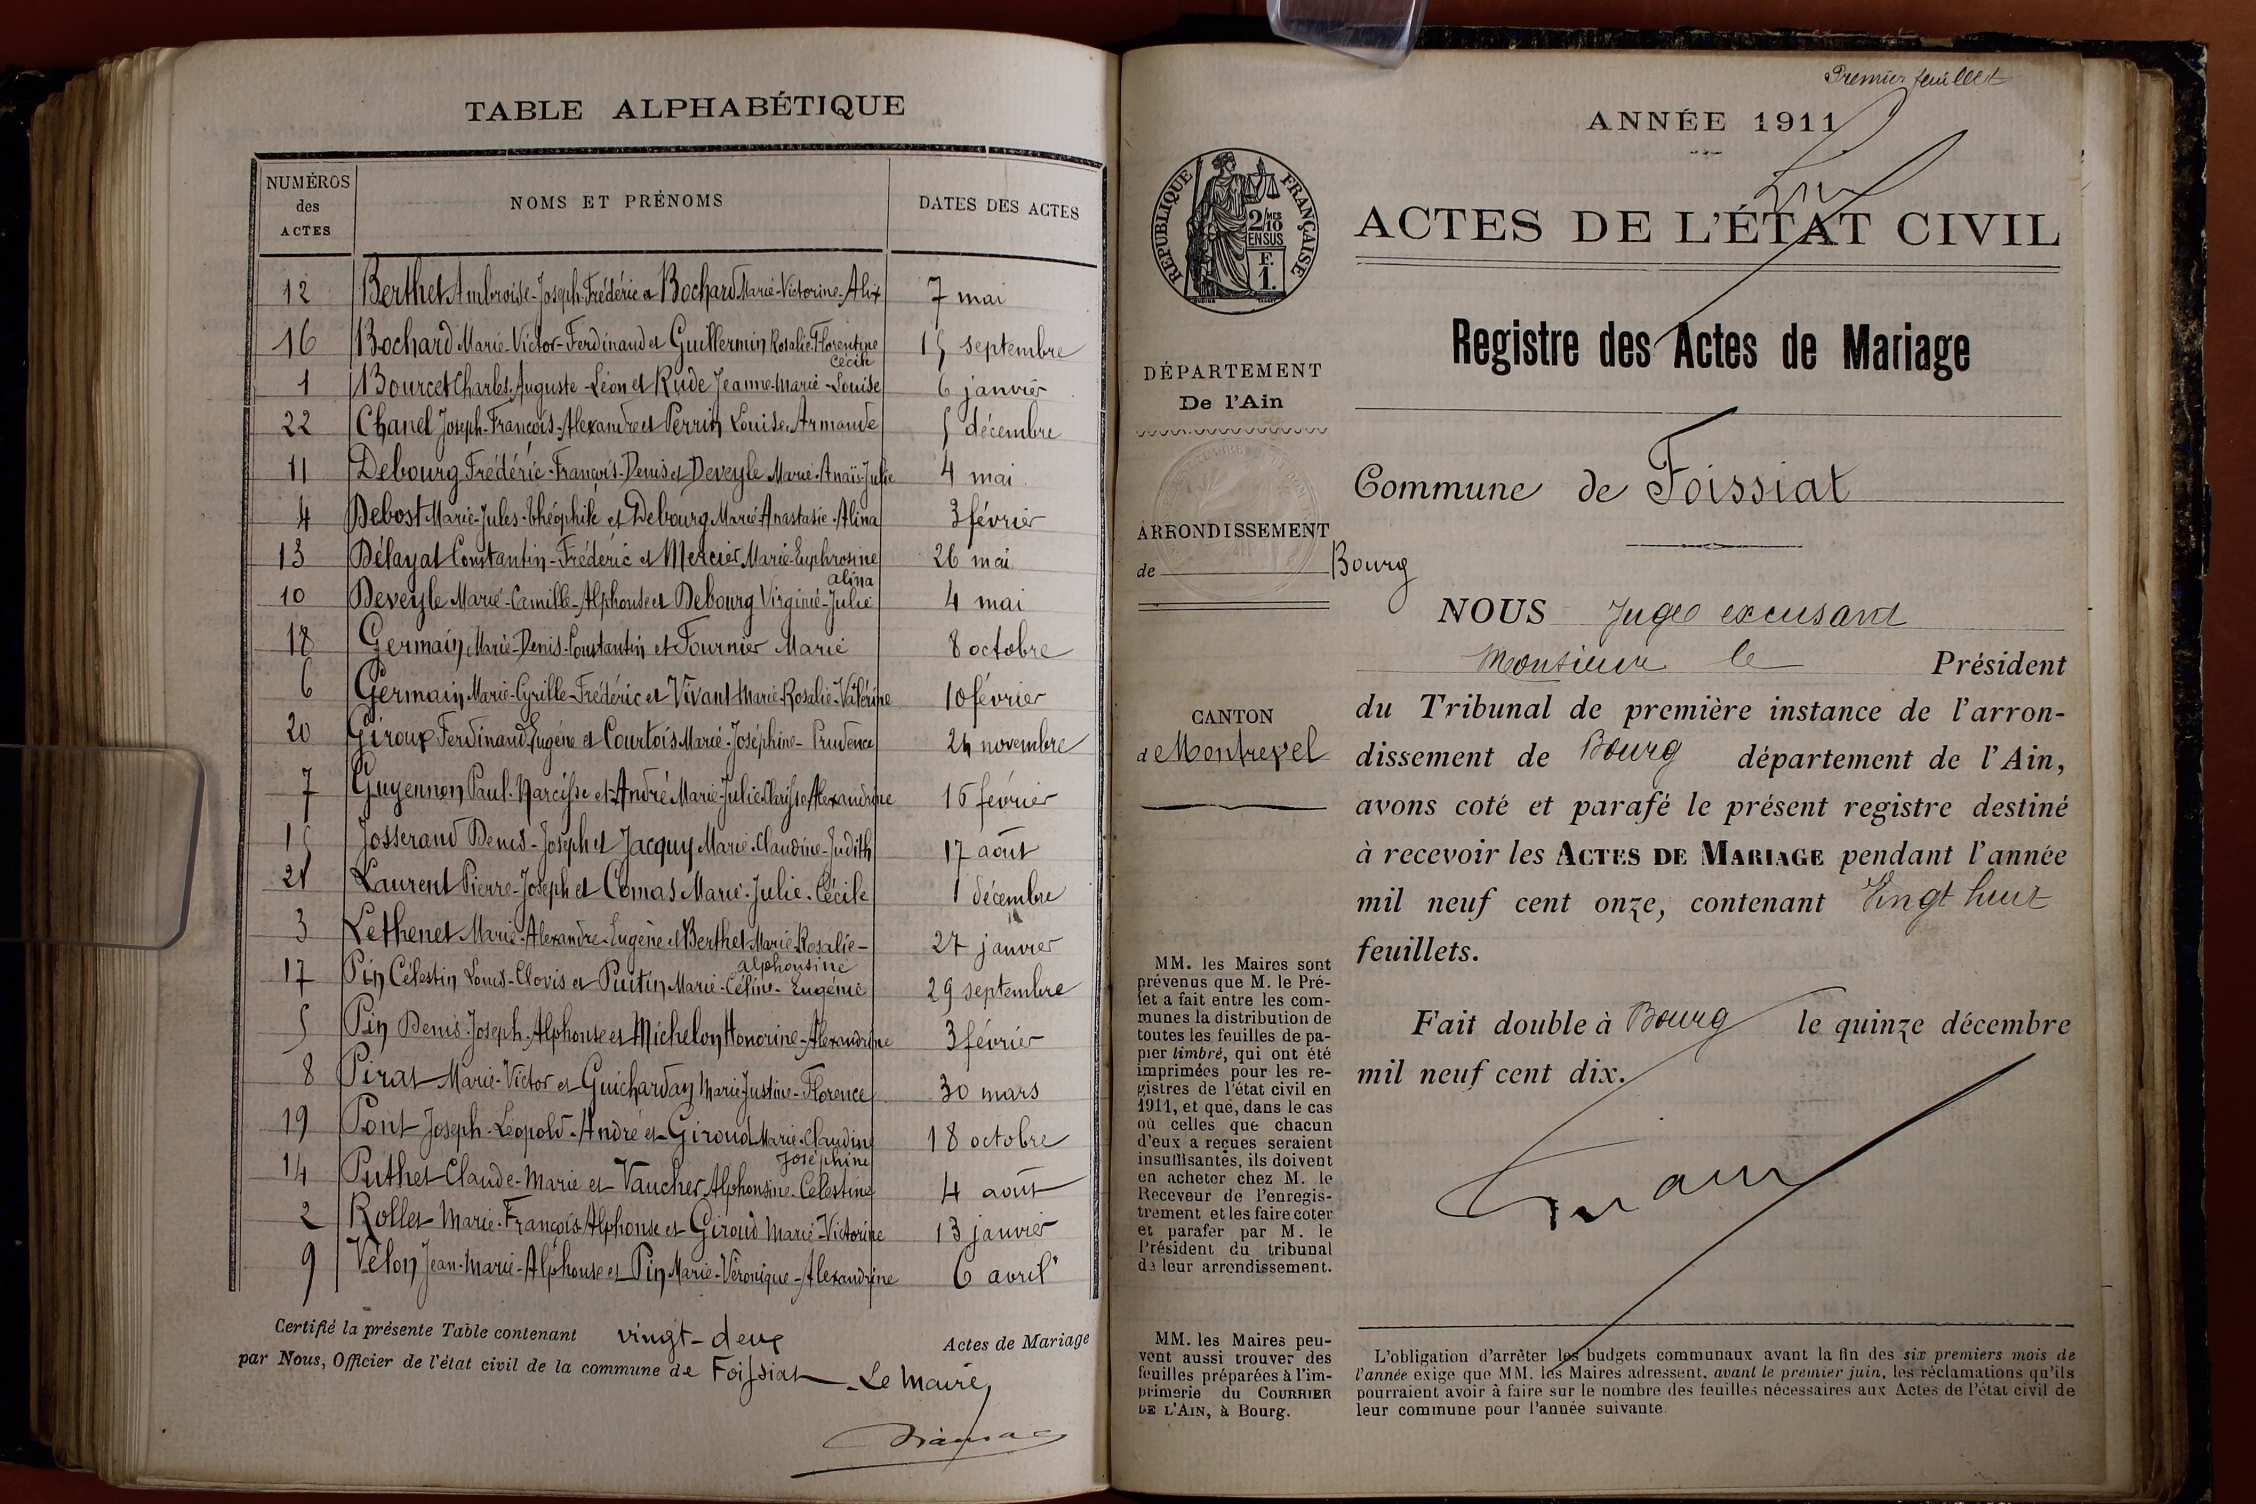 TABLE ALPHABÉTIQUE
NUMÉROS des ACTES
NOMS ET PRÉNOMS
DATES DES ACTES
12 Berthet Ambroise-Joseph-Frédéric et Bochard Marie-Victorine-Alix 7 mai
16 Bochard Marie-Victor-Ferdinand et Guillermin Rosalie-Florentine 15 septembre
Cécile
1 Bourcet Charles-Auguste-Léon et Rude Jeanne-Marie-Louise 6 janvier
22 Chanel Joseph-François-Alexandre et Perrin Louise-Armande 5 décembre
11 Debourg Frédéric-François-Denis et Deveyle Marie-Anaïs-Julie 4 mai
4 Debost Marie-Jules-Théophile et Debourg Marie-Anastasie-Alina 3 février
13 Délayat Constantin-Frédéric et Mercier Marie-Euphrosine 26 mai
alina
10 Deveyle Marie-Camille-Alphonse et Debourg Virginie-Julie 4 mai
18 Germain Marie-Denis-Constantin et Fournier Marie 8 octobre
6 Germain Marie-Cyrille-Frédéric et Vivant Marie-Rosalie-Valérine 10 février
20 Giroux Ferdinand-Eugène et Courtois Marie-Joséphine-Prudence 24 novembre
7 Guyennon Paul-Narcisse et André Marie-Julie-Clarisse-Alexandrine 16 février
15 Josserand Denis-Joseph et Jacquy Marie-Claudine-Judith 17 août
21 Laurent Pierre-Joseph et Comas Marie-Julie-Cécile 1 décembre
3 Lethenet Marie-Alexandre-Eugène et Berthet Marie-Rosalie- 27 janvier
alphonsine
17 Pin Célestin Louis-Clovis et Putin Marie-Céline-Eugénie 29 septembre
5 Pin Denis-Joseph-Alphonse et Michelon Honorine-Alexandrine 3 février
8 Pirat Marie-Victor et Guichardan Marie Justine-Florence 30 mars
19 Pont Joseph-Léopold-André et Giroud Marie-Claudine 18 octobre
Joséphine
14 Puthet Claude-Marie et Vaucher Alphonsine-Célestine 4 août
2 Rollet Marie-François-Alphonse et Giroud Marie-Victorine 13 janvier
9 Vélon Jean-Marie-Alphonse et Pin Marie-Véronique-Alexandrine 6 avril
Certifié la présente Table contenant vingt-deux Actes de Mariage
par Nous, Officier de l'état civil de la commune de Foissiat Le Maire,
Premier feuillet
ANNÉE 1911
RÉPUBLIQUE FRANÇAISE
2/10 MES
EN SUS
F.
1.
ACTES DE L'ÉTAT CIVIL
Registre des Actes de Mariage
DÉPARTEMENT
De l'Ain
ARRONDISSEMENT
de Bourg
CANTON
de Montrevel
MM. les Maires sont
prévenus que M. le Pré-
fet a fait entre les com-
munes la distribution de
toutes les feuilles de pa-
pier timbré, qui ont été
imprimées pour les re-
gistres de l'état civil en
1911, et que, dans le cas
où celles que chacun
d'eux a reçues seraient
insuffisantes, ils doivent
en acheter chez M. le
Receveur de l'enregis-
trement et les faire coter
et parafer par M. le
Président du tribunal
de leur arrondissement.
MM. les Maires peu-
vent aussi trouver des
feuilles préparées à l'im-
primerie du COURRIER
DE L'AIN, à Bourg.
Commune de Foissiat
NOUS Juge excusant
Monsieur le Président
du Tribunal de première instance de l'arron-
dissement de Bourg département de l'Ain,
avons coté et parafé le présent registre destiné
à recevoir les ACTES DE MARIAGE pendant l'année
mil neuf cent onze, contenant Vingt huit
feuillets.
Fait double à Bourg le quinze décembre
mil neuf cent dix.
L'obligation d'arrêter les budgets communaux avant la fin des six premiers mois de
l'année exige que MM. les Maires adressent, avant le premier juin, les réclamations qu'ils
pourraient avoir à faire sur le nombre des feuilles nécessaires aux Actes de l'état civil de
leur commune pour l'année suivante.